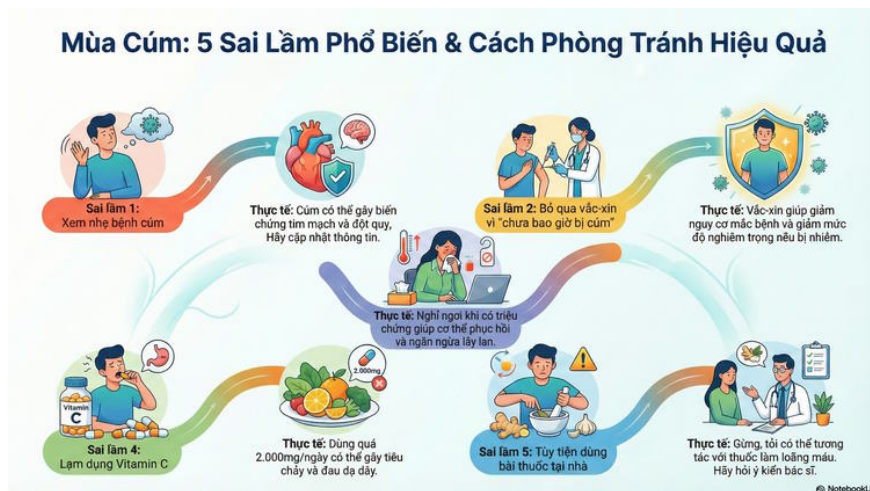 Mùa Cúm: 5 Sai Lầm Phổ Biến & Cách Phòng Tránh Hiệu Quả
Sai lầm 1:
Xem nhẹ bệnh cúm
Thực tế: Cúm có thể gây biến
chứng tim mạch và đột quy,
Hãy cập nhật thông tin.
Sai lầm 2: Bỏ qua vắc-xin
vì "chưa bao giờ bị cúm"
Thực tế: Vắc-xin giúp giảm
nguy cơ mắc bệnh và giảm mức
độ nghiêm trọng nếu bị nhiễm.
Thực tế: Nghỉ ngơi khi có triệu
chứng giúp cơ thể phục hồi
và ngăn ngừa lây lan.
Vitamin
C
Sai lầm 4:
Lạm dụng Vitamin C
2.000mg
Thực tế: Dùng quá
2.000mg/ngày có thể gây tiêu
chảy và đau dạ dày.
Sai lầm 5: Tùy tiện dùng
bài thuốc tại nhà
Thực tế: Gừng, tỏi có thể tương
tác với thuốc làm loãng máu.
Hãy hỏi ý kiến bác sĩ.